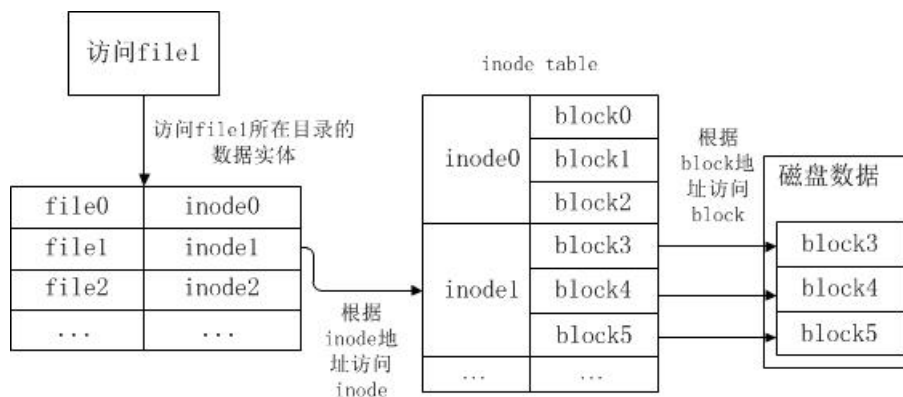 访问file1
访问file1所在目录的
数据实体
file0 inode0
file1 inode1
file2 inode2
... ...
根据
inode地
址访问
inode
inode table
inode0
block0
block1
block2
inode1
block3
block4
block5
... ...
根据
block地
址访问
block
磁盘数据
block3
block4
block5